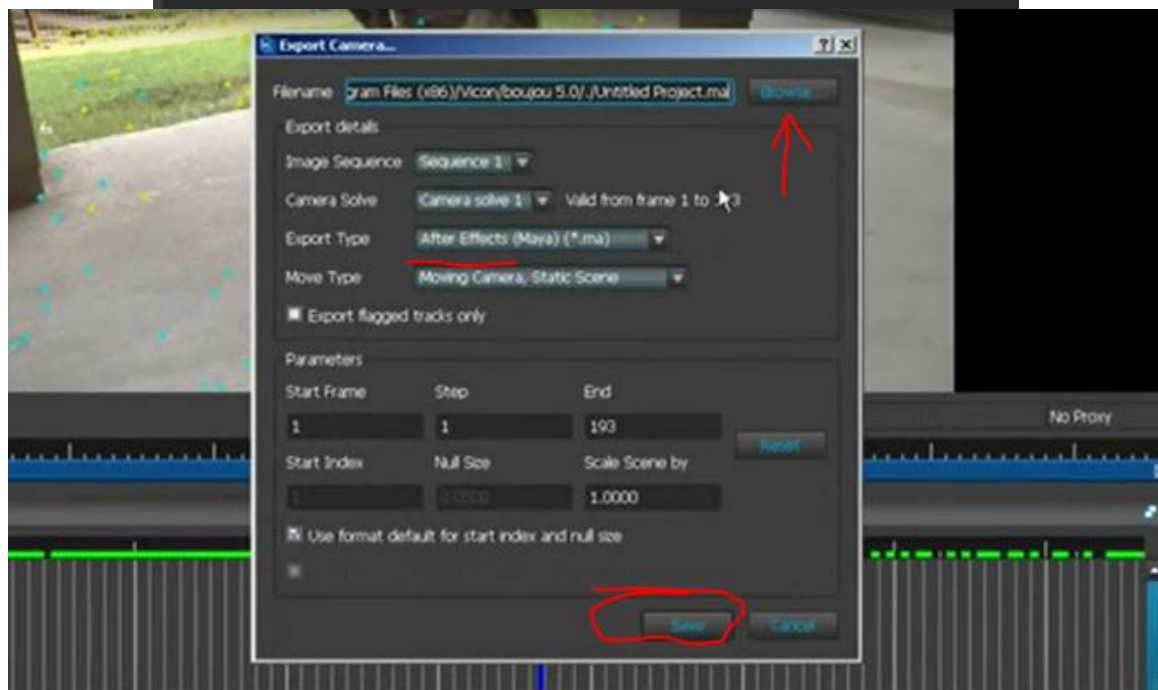 Export Camera...
Filename gram Files (x86)/Vicon/boujou 5.0/./Untitled Project.ma Browse...
Export details
Image Sequence Sequence 1
Camera Solve Camera solve 1 Valid from frame 1 to
Export Type After Effects (Maya) (*.ma)
Move Type Moving Camera, Static Scene
Export flagged tracks only
Parameters
Start Frame Step End
1 1 193
Reset
Start Index Null Size Scale Scene by
1 0.0500 1.0000
Use format default for start index and null size
Save Cancel
No Proxy